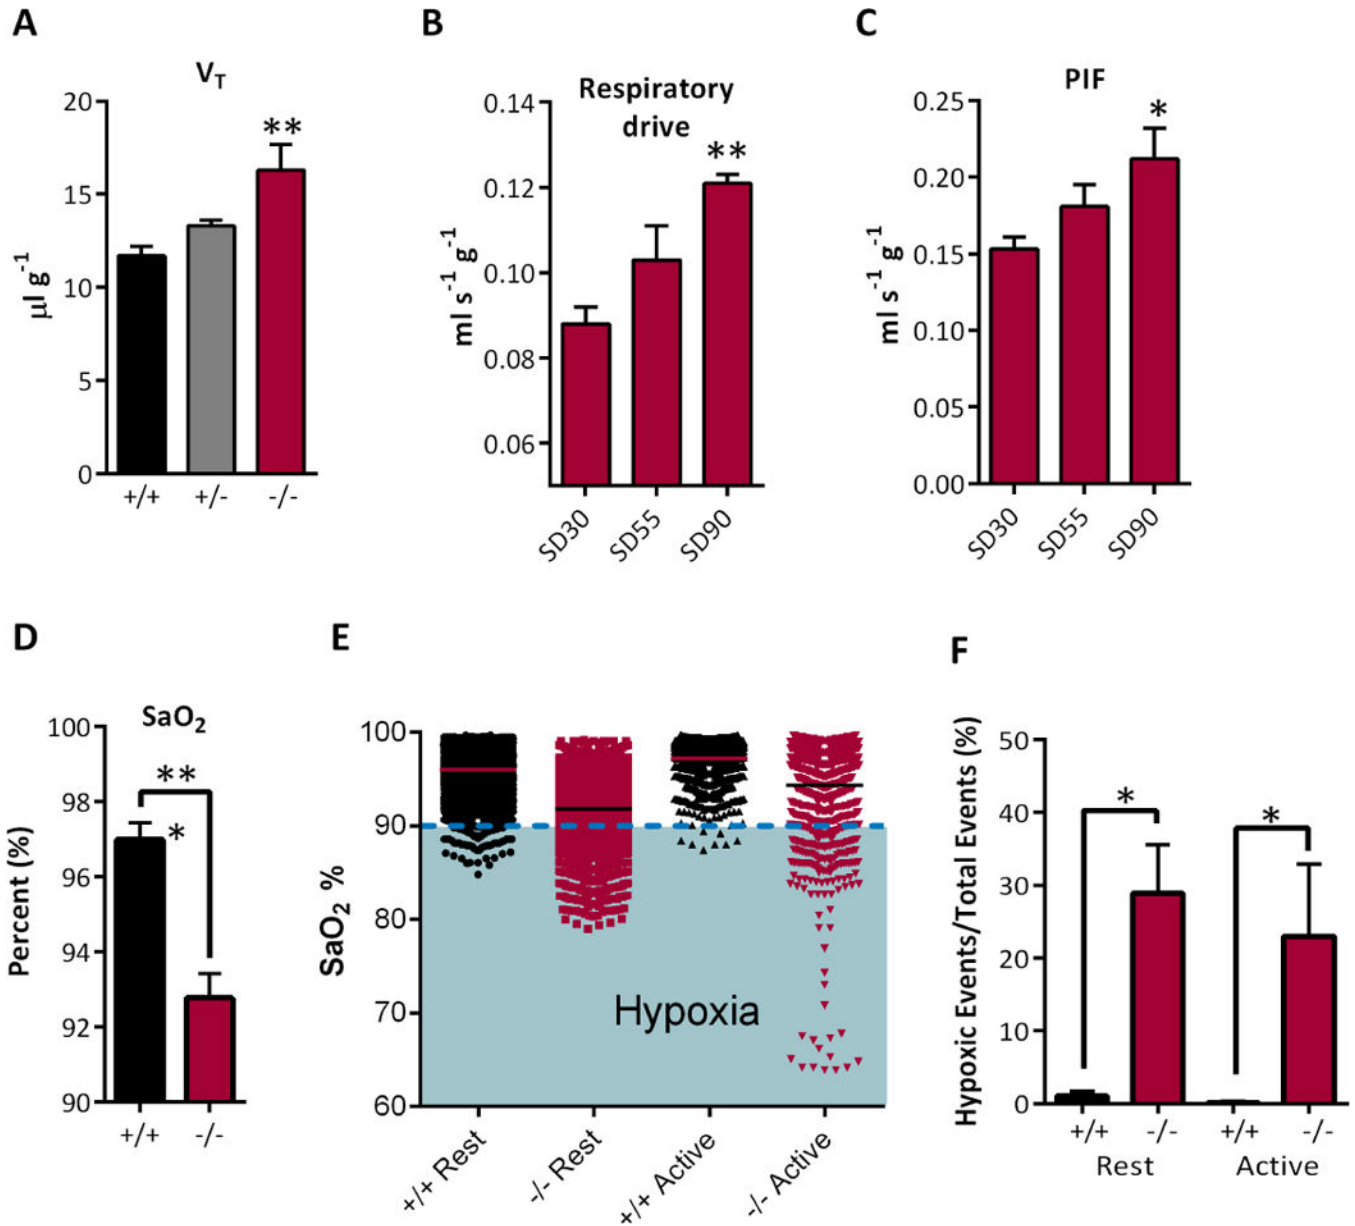 A
V_T
**
20
15
10
5
0
µl g⁻¹
+/+ +/- -/-
B
Respiratory
drive
**
0.14
0.12
0.10
0.08
0.06
ml s⁻¹ g⁻¹
SD30 SD55 SD90
C
PIF
*
0.25
0.20
0.15
0.10
0.05
0.00
ml s⁻¹ g⁻¹
SD30 SD55 SD90
D
SaO₂
**
*
100
98
96
94
92
90
Percent (%)
+/+ -/-
E
100
90
80
70
60
SaO₂ %
Hypoxia
+/+ Rest -/- Rest +/+ Active -/- Active
F
* *
50
40
30
20
10
0
Hypoxic Events/Total Events (%)
+/+ -/- +/+ -/-
Rest Active